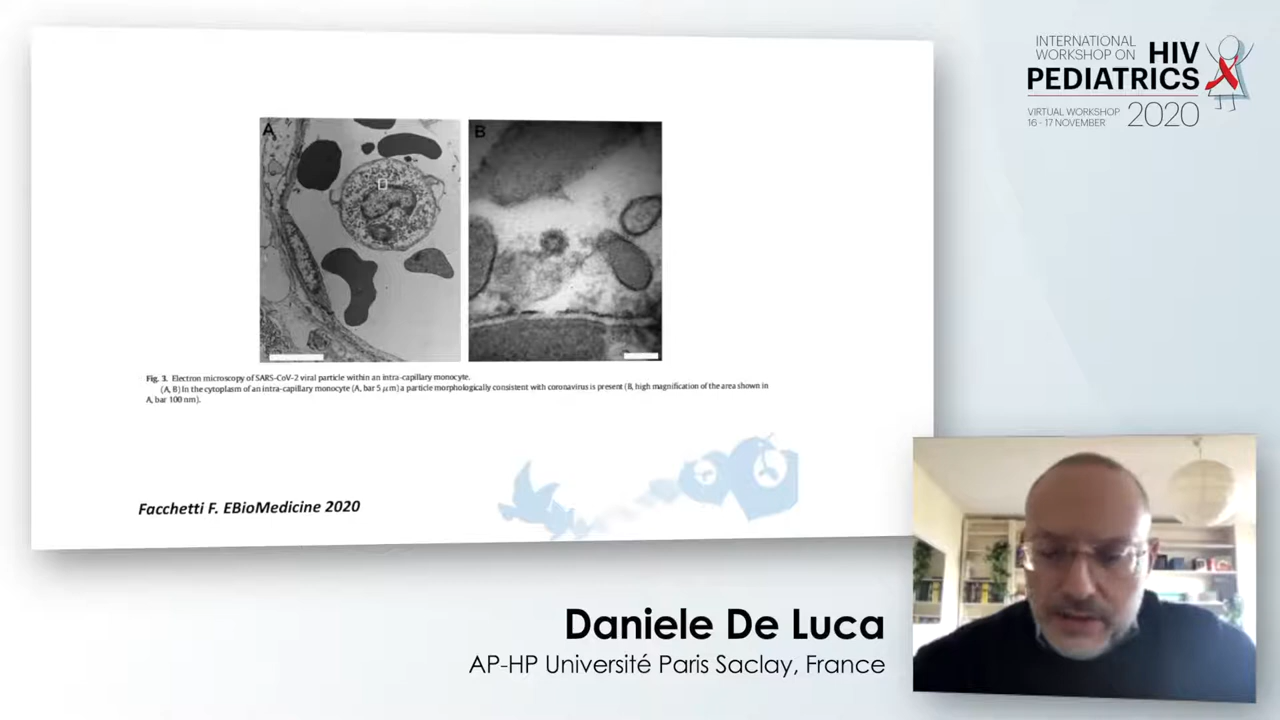 INTERNATIONAL
WORKSHOP ON
HIV
PEDIATRICS
VIRTUAL WORKSHOP
16 - 17 NOVEMBER
2020
A
B
Fig. 3. Electron microscopy of SARS-CoV-2 viral particle within an intra-capillary monocyte.
(A, B) In the cytoplasm of an intra-capillary monocyte (A, bar 5 μm) a particle morphologically consistent with coronavirus is present (B, high magnification of the area shown in
A, bar 100 nm).
Facchetti F. EBioMedicine 2020
Daniele De Luca
AP-HP Université Paris Saclay, France